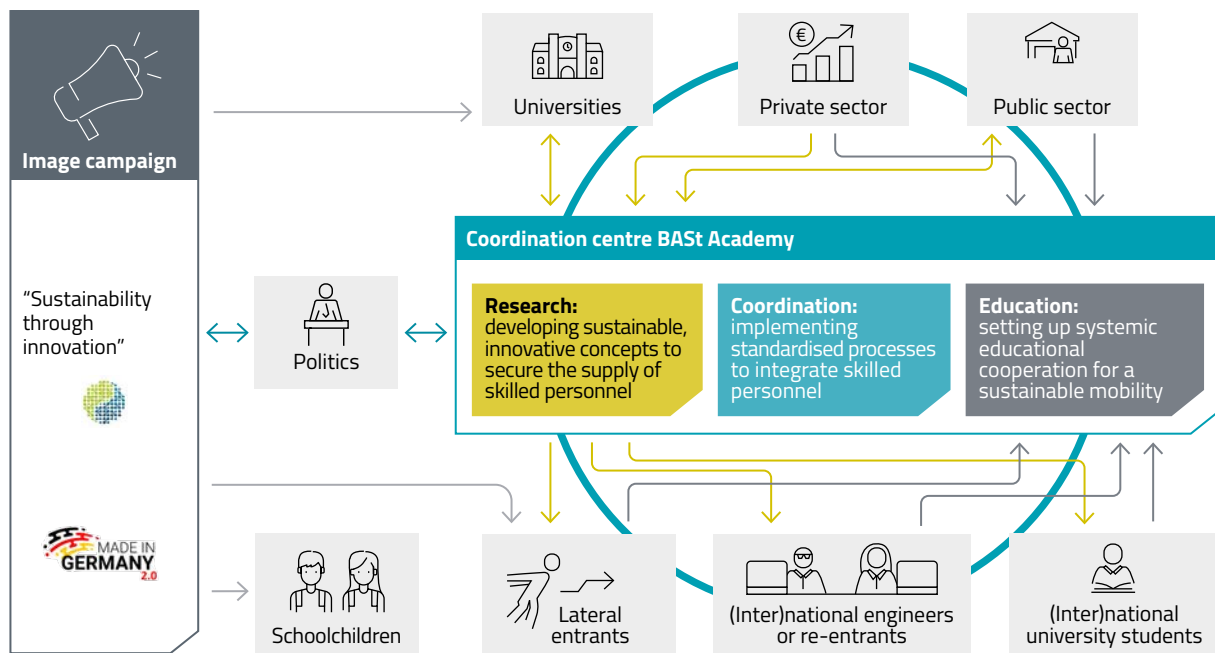 Image campaign
"Sustainability
through
innovation"
MADE IN
GERMANY
2.0
Universities
€
Private sector
Public sector
Politics
Coordination centre BASt Academy
Research:
developing sustainable,
innovative concepts to
secure the supply of
skilled personnel
Coordination:
implementing
standardised processes
to integrate skilled
personnel
Education:
setting up systemic
educational
cooperation for a
sustainable mobility
Schoolchildren
Lateral
entrants
(Inter)national engineers
or re-entrants
(Inter)national
university students